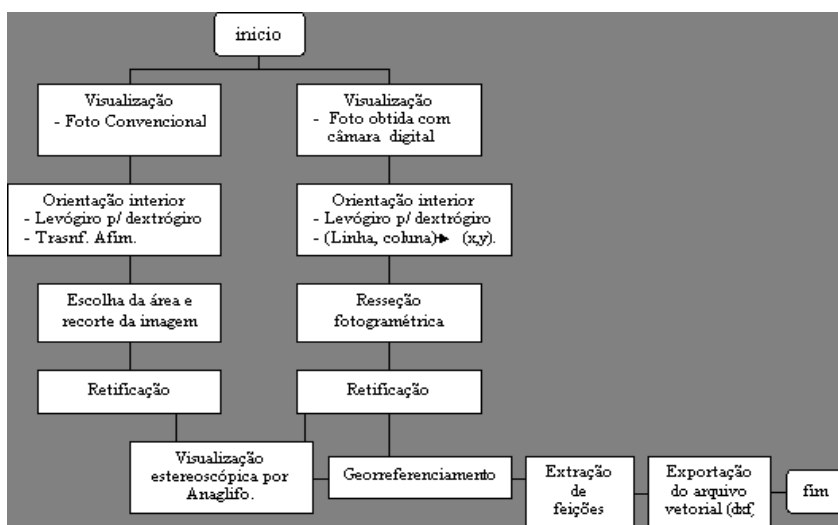 inicio
Visualização
- Foto Convencional
Visualização
- Foto obtida com
câmara digital
Orientação interior
- Levógiro p/ dextrógiro
- Trasnf. Afim.
Orientação interior
- Levógiro p/ dextrógiro
- (Linha, coluna)→ (x,y).
Escolha da área e
recorte da imagem
Resseção
fotogramétrica
Retificação
Retificação
Visualização
estereoscópica por
Anaglifo.
Georreferenciamento
Extração
de
feições
Exportação
do arquivo
vetorial (dxf)
fim